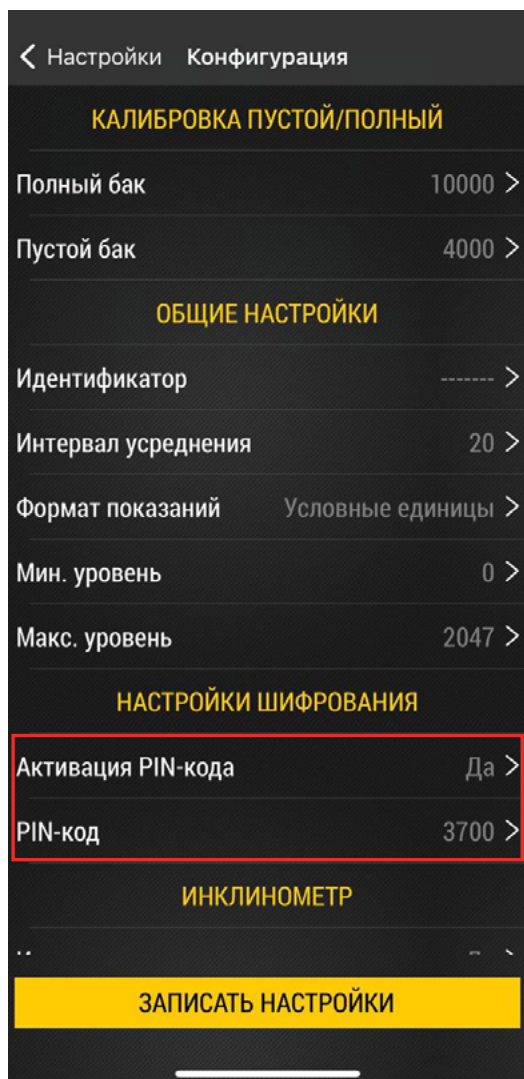 Настройки Конфигурация
КАЛИБРОВКА ПУСТОЙ/ПОЛНЫЙ
Полный бак 10000
Пустой бак 4000
ОБЩИЕ НАСТРОЙКИ
Идентификатор -------
Интервал усреднения 20
Формат показаний Условные единицы
Мин. уровень 0
Макс. уровень 2047
НАСТРОЙКИ ШИФРОВАНИЯ
Активация PIN-кода Да
PIN-код 3700
ИНКЛИНОМЕТР
ЗАПИСАТЬ НАСТРОЙКИ